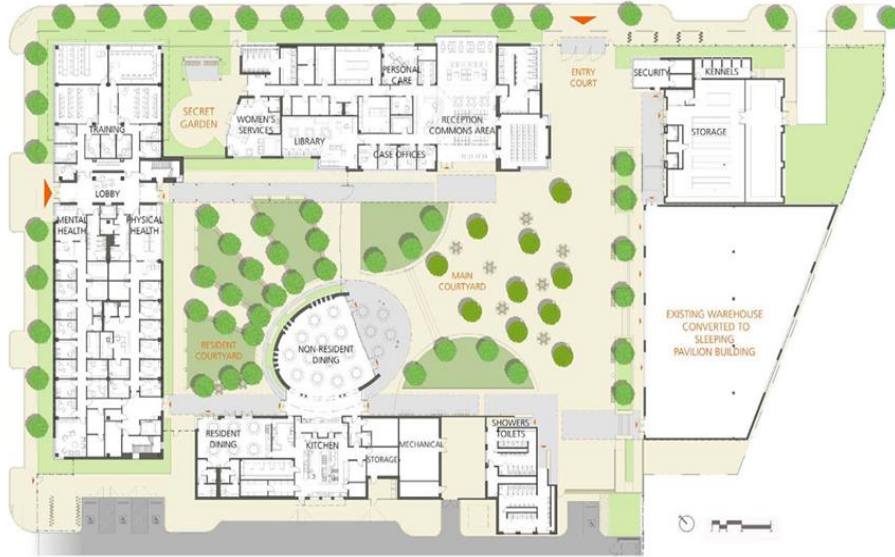 ENTRY
COURT
SECURITY
KENNELS
STORAGE
PERSONAL
CARE
SECRET
GARDEN
WOMEN'S
SERVICES
LIBRARY
RECEPTION
COMMONS AREA
CASE OFFICES
TRAINING
LOBBY
MENTAL
HEALTH
PHYSICAL
HEALTH
MAIN
COURTYARD
RESIDENT
COURTYARD
NON-RESIDENT
DINING
EXISTING WAREHOUSE
CONVERTED TO
SLEEPING
PAVILION BUILDING
RESIDENT
DINING
KITCHEN
STORAGE
MECHANICAL
SHOWERS
TOILETS